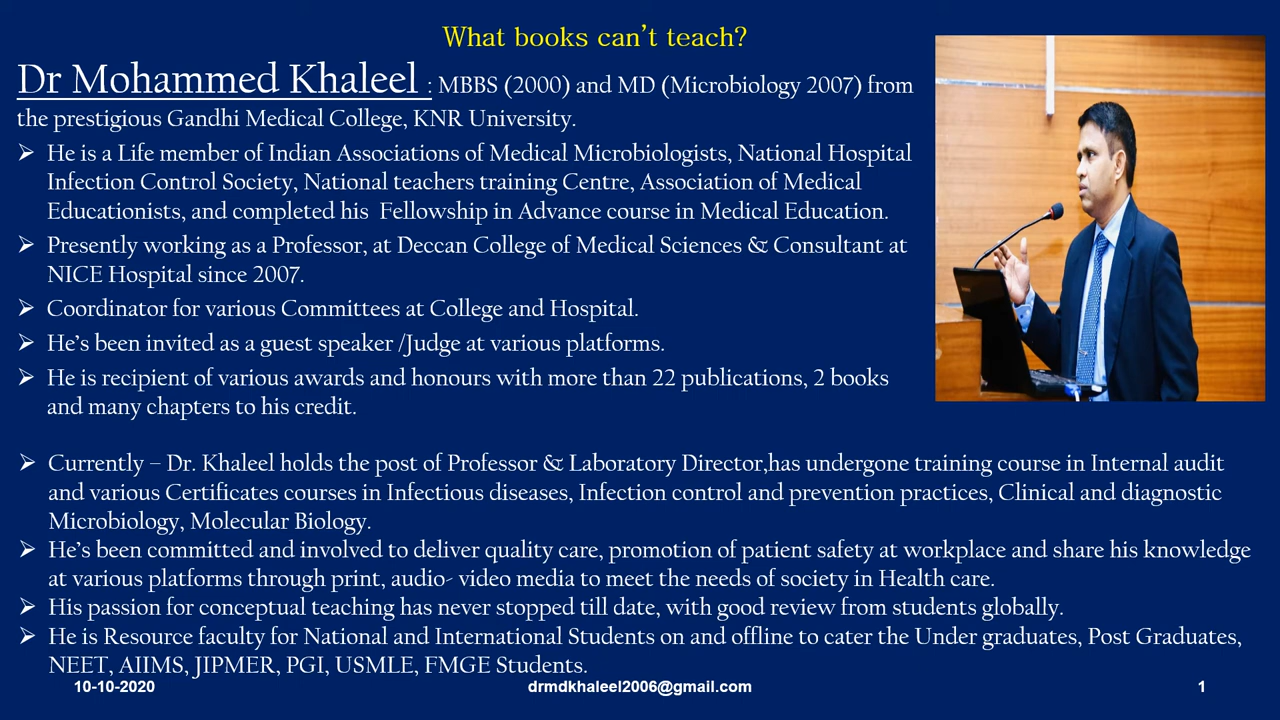 What books can't teach?
Dr Mohammed Khaleel : MBBS (2000) and MD (Microbiology 2007) from
the prestigious Gandhi Medical College, KNR University.
➢ He is a Life member of Indian Associations of Medical Microbiologists, National Hospital
Infection Control Society, National teachers training Centre, Association of Medical
Educationists, and completed his Fellowship in Advance course in Medical Education.
➢ Presently working as a Professor, at Deccan College of Medical Sciences & Consultant at
NICE Hospital since 2007.
➢ Coordinator for various Committees at College and Hospital.
➢ He's been invited as a guest speaker /Judge at various platforms.
➢ He is recipient of various awards and honours with more than 22 publications, 2 books
and many chapters to his credit.
➢ Currently – Dr. Khaleel holds the post of Professor & Laboratory Director,has undergone training course in Internal audit
and various Certificates courses in Infectious diseases, Infection control and prevention practices, Clinical and diagnostic
Microbiology, Molecular Biology.
➢ He's been committed and involved to deliver quality care, promotion of patient safety at workplace and share his knowledge
at various platforms through print, audio- video media to meet the needs of society in Health care.
➢ His passion for conceptual teaching has never stopped till date, with good review from students globally.
➢ He is Resource faculty for National and International Students on and offline to cater the Under graduates, Post Graduates,
NEET, AIIMS, JIPMER, PGI, USMLE, FMGE Students.
10-10-2020 drmdkhaleel2006@gmail.com 1